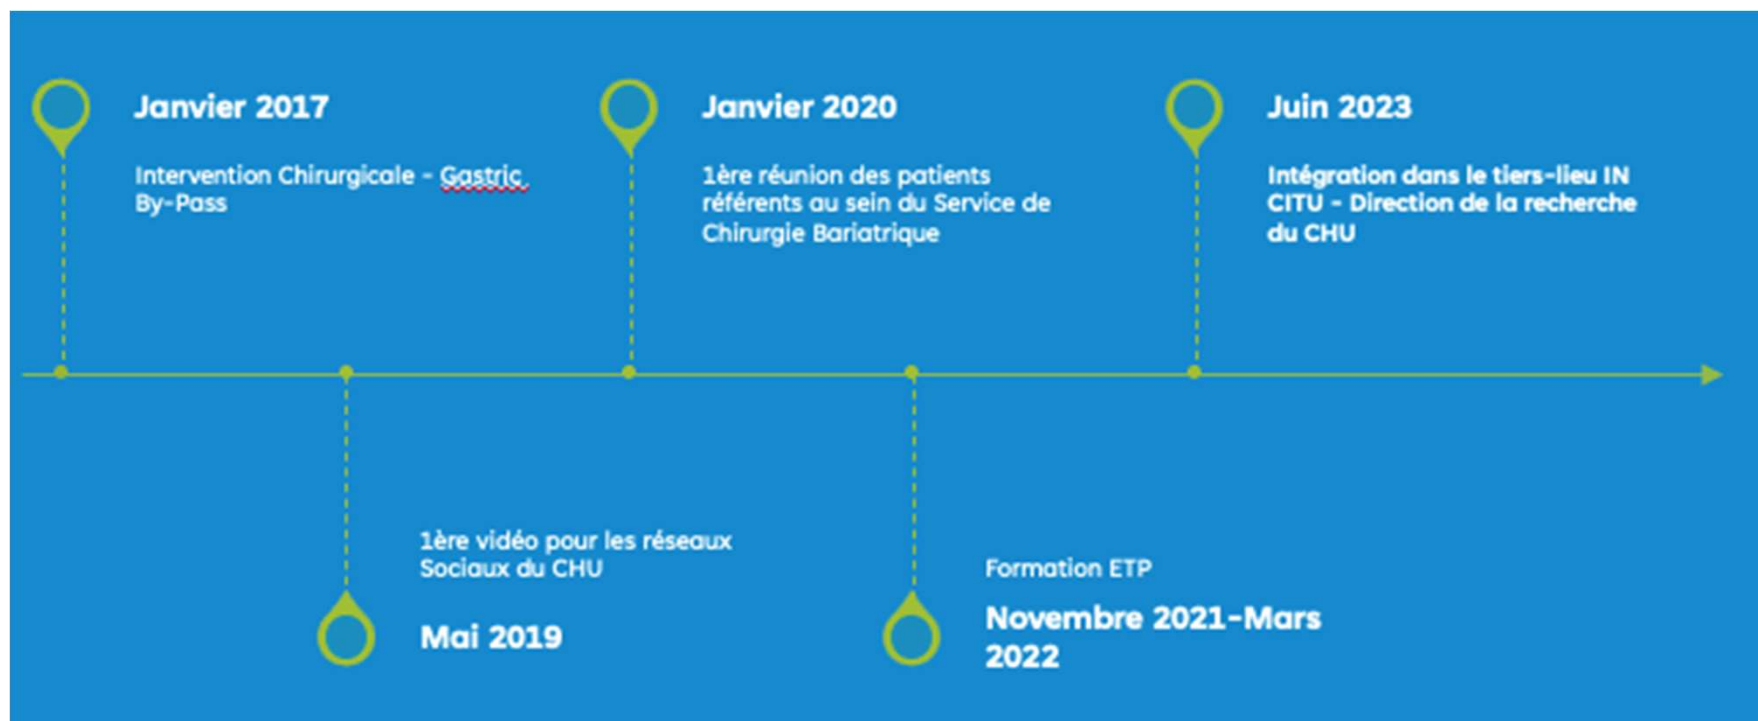 Janvier 2017
Intervention Chirurgicale - Gastric
By-Pass
1ère vidéo pour les réseaux
Sociaux du CHU
Mai 2019
Janvier 2020
1ère réunion des patients
référents au sein du Service de
Chirurgie Bariatrique
Formation ETP
Novembre 2021-Mars
2022
Juin 2023
Intégration dans le tiers-lieu IN
CITU - Direction de la recherche
du CHU